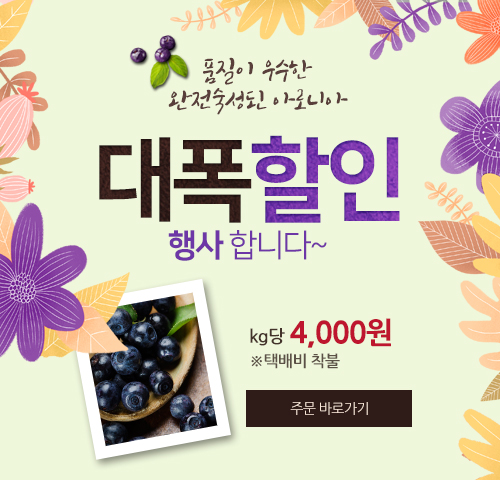 품질이 우수한
완전숙성된 아로니아
대폭할인
행사 합니다~
kg당 4,000원
※택배비 착불
주문 바로가기